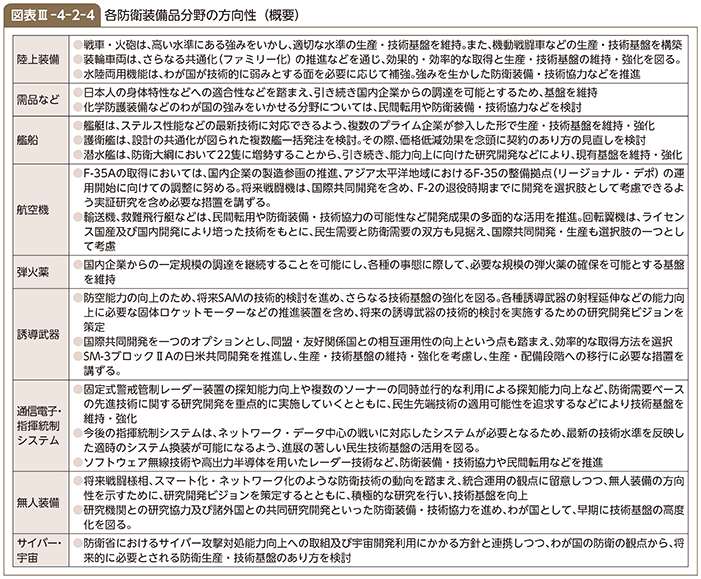 図表Ⅲ-4-2-4 各防衛装備品分野の方向性（概要）
陸上装備
●戦車・火砲は、高い水準にある強みをいかし、適切な水準の生産・技術基盤を維持。また、機動戦闘車などの生産・技術基盤を構築
●装輪車両は、さらなる共通化（ファミリー化）の推進などを通じ、効果的・効率的な取得と生産・技術基盤の維持・強化を図る。
●水陸両用機能は、わが国が技術的に弱みとする面を必要に応じて補強。強みを生かした防衛装備・技術協力などを推進
需品など
●日本人の身体特性などへの適合性などを踏まえ、引き続き国内企業からの調達を可能とするため、基盤を維持
●化学防護装備などのわが国の強みをいかせる分野については、民間転用や防衛装備・技術協力などを検討
艦船
●艦艇は、ステルス性能などの最新技術に対応できるよう、複数のプライム企業が参入した形で生産・技術基盤を維持・強化
●護衛艦は、設計の共通化が図られた複数艦一括発注を検討。その際、価格低減効果を念頭に契約のあり方の見直しを検討
●潜水艦は、防衛大綱において22隻に増勢することから、引き続き、能力向上に向けた研究開発などにより、現有基盤を維持・強化
航空機
●F-35Aの取得においては、国内企業の製造参画の推進、アジア太平洋地域におけるF-35の整備拠点（リージョナル・デポ）の運
用開始に向けての調整に努める。将来戦闘機は、国際共同開発を含め、F-2の退役時期までに開発を選択肢として考慮できるよ
う実証研究を含め必要な措置を講ずる。
●輸送機、救難飛行艇などは、民間転用や防衛装備・技術協力の可能性など開発成果の多面的な活用を推進。回転翼機は、ライセン
ス国産及び国内開発により培った技術をもとに、民生需要と防衛需要の双方も見据え、国際共同開発・生産も選択肢の一つとし
て考慮
弾火薬
●国内企業からの一定規模の調達を継続することを可能にし、各種の事態に際して、必要な規模の弾火薬の確保を可能とする基盤
を維持
誘導武器
●防空能力の向上のため、将来SAMの技術的検討を進め、さらなる技術基盤の強化を図る。各種誘導武器の射程延伸などの能力向
上に必要な固体ロケットモーターなどの推進装置を含め、将来の誘導武器の技術的検討を実施するための研究開発ビジョンを
策定
●国際共同開発を一つのオプションとし、同盟・友好関係国との相互運用性の向上という点も踏まえ、効率的な取得方法を選択
●SM-3ブロックⅡAの日米共同開発を推進し、生産・技術基盤の維持・強化を考慮し、生産・配備段階への移行に必要な措置を
講ずる。
通信電子・
指揮統制
システム
●固定式警戒管制レーダー装置の探知能力向上や複数のソーナーの同時並行的な利用による探知能力向上など、防衛需要ベース
の先進技術に関する研究開発を重点的に実施していくとともに、民生先端技術の適用可能性を追求するなどにより技術基盤を
維持・強化
●今後の指揮統制システムは、ネットワーク・データ中心の戦いに対応したシステムが必要となるため、最新の技術水準を反映し
た適時のシステム換装が可能になるよう、進展の著しい民生技術基盤の活用を図る。
●ソフトウェア無線技術や高出力半導体を用いたレーダー技術など、防衛装備・技術協力や民間転用などを推進
無人装備
●将来戦闘様相、スマート化・ネットワーク化のような防衛技術の動向を踏まえ、統合運用の観点に留意しつつ、無人装備の方向
性を示すために、研究開発ビジョンを策定するとともに、積極的な研究を行い、技術基盤を向上
●研究機関との研究協力及び諸外国との共同研究開発といった防衛装備・技術協力を進め、わが国として、早期に技術基盤の高度
化を図る。
サイバー・
宇宙
●防衛省におけるサイバー攻撃対処能力向上への取組及び宇宙開発利用にかかる方針と連携しつつ、わが国の防衛の観点から、将
来的に必要とされる防衛生産・技術基盤のあり方を検討